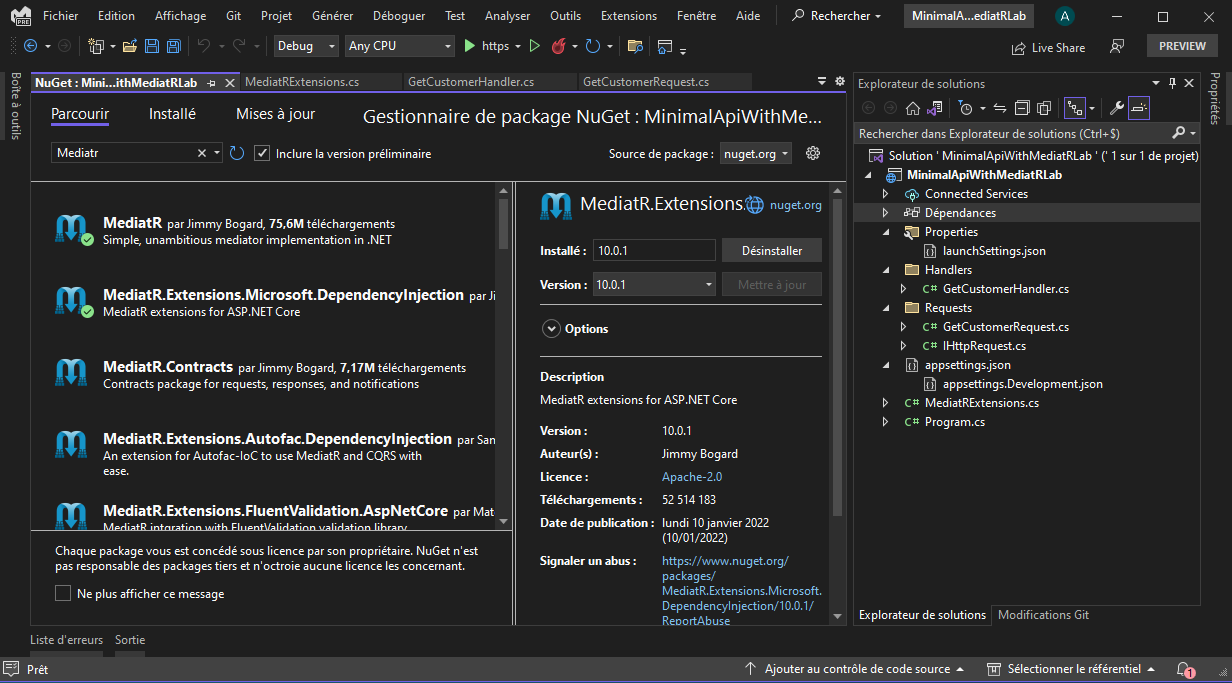 Fichier Edition Affichage Git Projet Générer Déboguer Test Analyser Outils Extensions Fenêtre Aide Rechercher MinimalA...ediatRLab A
PRE
Debug Any CPU https Live Share PREVIEW
Boîte à outils
NuGet : Mini...ithMediatRLab MediatRExtensions.cs GetCustomerHandler.cs GetCustomerRequest.cs
Parcourir Installé Mises à jour Gestionnaire de package NuGet : MinimalApiWithMe...
Mediatr Inclure la version préliminaire Source de package : nuget.org
MediatR par Jimmy Bogard, 75,6M téléchargements
Simple, unambitious mediator implementation in .NET
MediatR.Extensions.Microsoft.DependencyInjection par Ji
MediatR extensions for ASP.NET Core
MediatR.Contracts par Jimmy Bogard, 7,17M téléchargements
Contracts package for requests, responses, and notifications
MediatR.Extensions.Autofac.DependencyInjection par San
An extension for Autofac-IoC to use MediatR and CQRS with
ease.
MediatR.Extensions.FluentValidation.AspNetCore par Mat
MediatR intgration with FluentValidation validation library
Chaque package vous est concédé sous licence par son propriétaire. NuGet n'est
pas responsable des packages tiers et n'octroie aucune licence les concernant.
Ne plus afficher ce message
MediatR.Extensions. nuget.org
Installé : 10.0.1 Désinstaller
Version : 10.0.1 Mettre à jour
Options
Description
MediatR extensions for ASP.NET Core
Version : 10.0.1
Auteur(s) : Jimmy Bogard
Licence : Apache-2.0
Téléchargements : 52 514 183
Date de publication : lundi 10 janvier 2022
(10/01/2022)
Signaler un abus : https://www.nuget.org/
packages/
MediatR.Extensions.Microsoft.
DependencyInjection/10.0.1/
ReportAbuse
Explorateur de solutions
Rechercher dans Explorateur de solutions (Ctrl+$)
Solution ' MinimalApiWithMediatRLab ' (' 1 sur 1 de projet)
MinimalApiWithMediatRLab
Connected Services
Dépendances
Properties
launchSettings.json
Handlers
C# GetCustomerHandler.cs
Requests
C# GetCustomerRequest.cs
C# IHttpRequest.cs
appsettings.json
appsettings.Development.json
C# MediatRExtensions.cs
C# Program.cs
Explorateur de solutions Modifications Git
Propriétés
Liste d'erreurs Sortie
Prêt Ajouter au contrôle de code source Sélectionner le référentiel 1